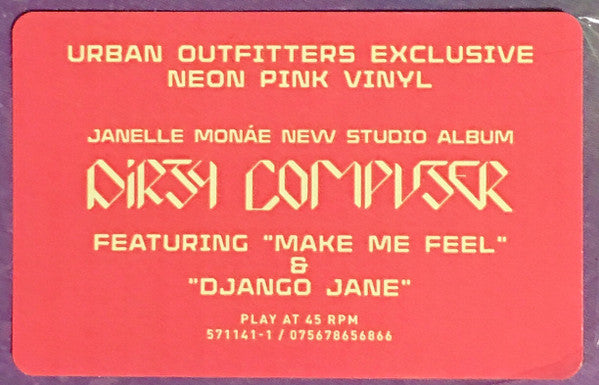 URBAN OUTFITTERS EXCLUSIVE
NEON PINK VINYL
JANELLE MONÁE NEW STUDIO ALBUM
DIRTY COMPUTER
FEATURING "MAKE ME FEEL"
&
"DJANGO JANE"
PLAY AT 45 RPM
571141-1 / 075678656866